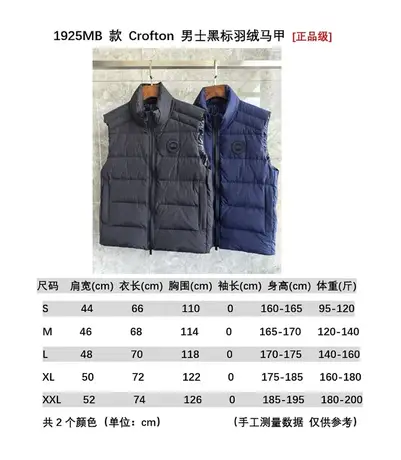 1925MB 款 Crofton 男士黑标羽绒马甲 [正品级]
尺码 肩宽(cm) 衣长(cm) 胸围(cm) 袖长(cm) 身高(cm) 体重(斤)
S 44 66 110 0 160-165 95-120
M 46 68 114 0 165-170 120-140
L 48 70 118 0 170-175 140-160
XL 50 72 122 0 175-185 160-180
XXL 52 74 126 0 185-195 180-200
共 2 个颜色（单位：cm） （手工测量数据 仅供参考）